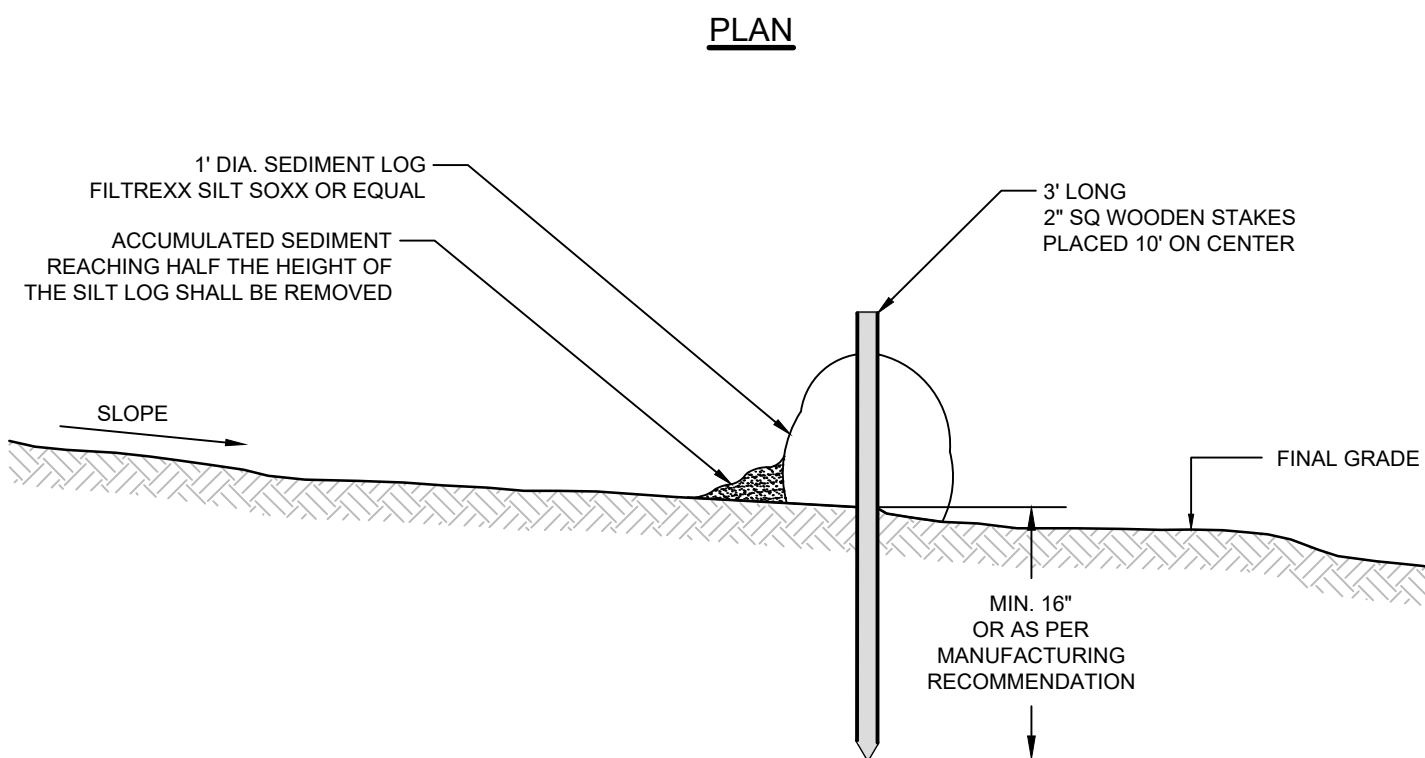 PLAN
1' DIA. SEDIMENT LOG
FILTREXX SILT SOXX OR EQUAL
ACCUMULATED SEDIMENT
REACHING HALF THE HEIGHT OF
THE SILT LOG SHALL BE REMOVED
3' LONG
2" SQ WOODEN STAKES
PLACED 10' ON CENTER
SLOPE
FINAL GRADE
MIN. 16"
OR AS PER
MANUFACTURING
RECOMMENDATION